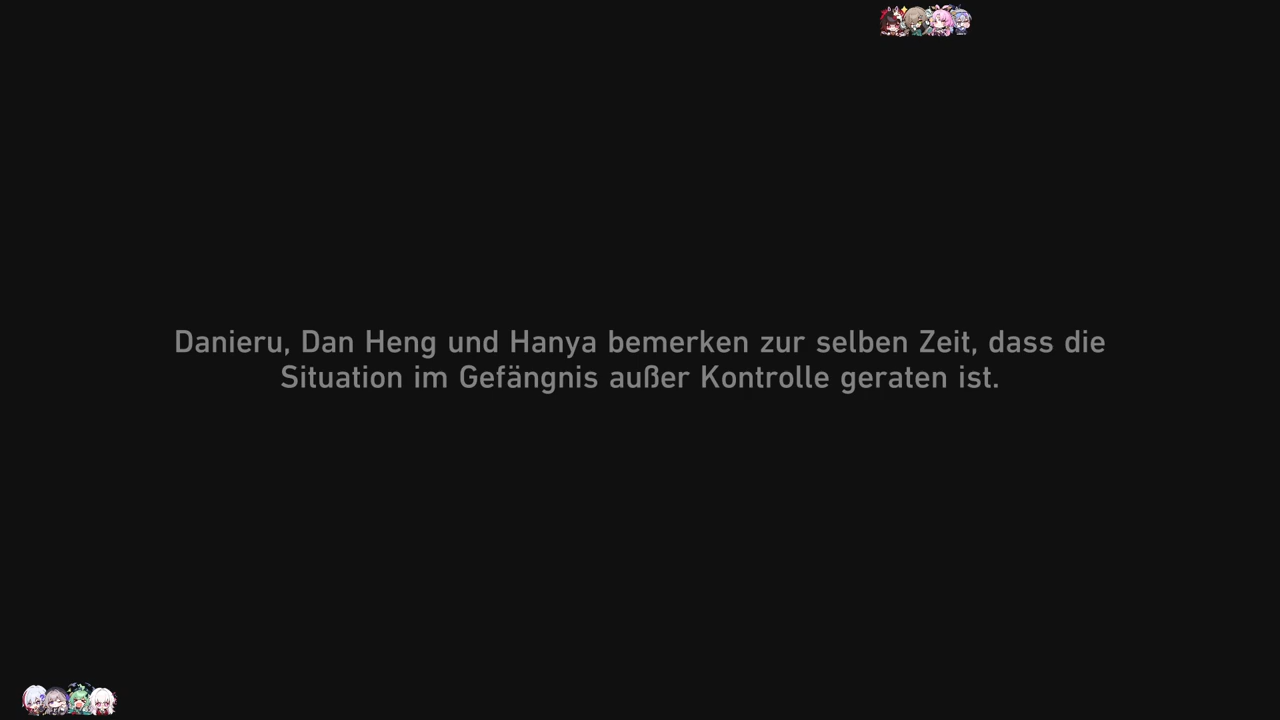 Danieru, Dan Heng und Hanya bemerken zur selben Zeit, dass die
Situation im Gefängnis außer Kontrolle geraten ist.